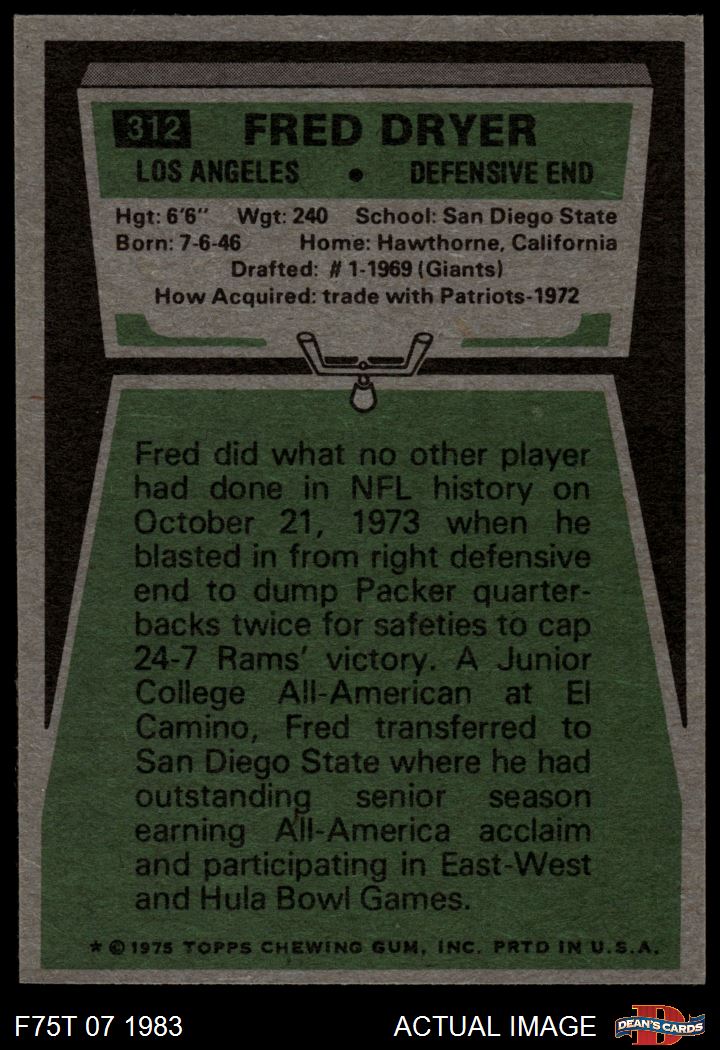 312 FRED DRYER
LOS ANGELES • DEFENSIVE END
Hgt: 6'6" Wgt: 240 School: San Diego State
Born: 7-6-46 Home: Hawthorne, California
Drafted: # 1-1969 (Giants)
How Acquired: trade with Patriots-1972
Fred did what no other player
had done in NFL history on
October 21, 1973 when he
blasted in from right defensive
end to dump Packer quarter-
backs twice for safeties to cap
24-7 Rams' victory. A Junior
College All-American at El
Camino, Fred transferred to
San Diego State where he had
outstanding senior season
earning All-America acclaim
and participating in East-West
and Hula Bowl Games.
* © 1975 TOPPS CHEWING GUM, INC. PRTD IN U.S.A.
F75T 07 1983 ACTUAL IMAGE D DEAN'S CARDS